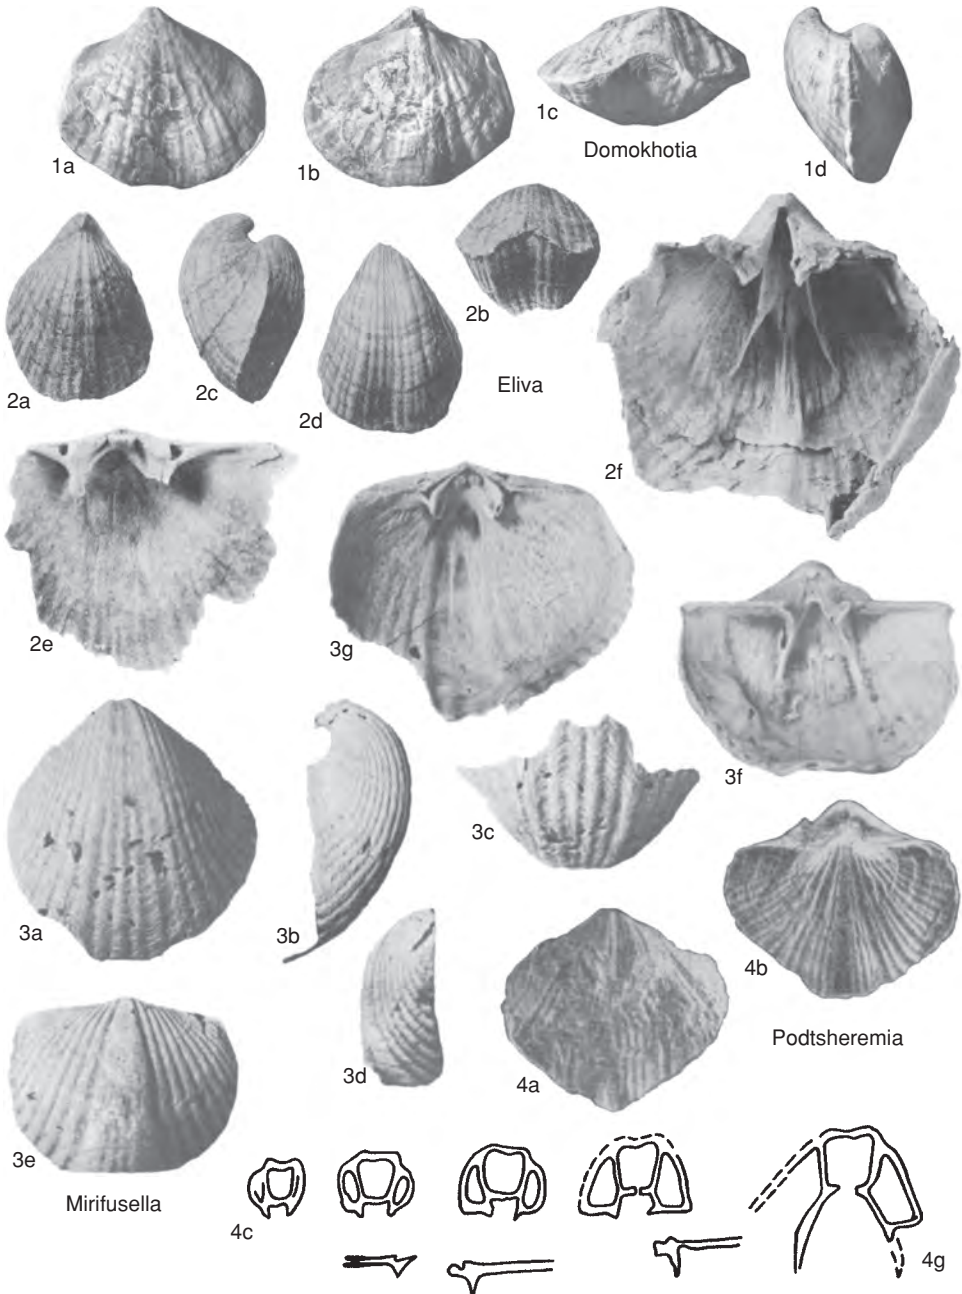 1a
1b
1c
Domokhotia
1d
2a
2c
2d
2b
Eliva
2f
2e
3g
3f
3a
3b
3c
3d
4a
4b
Podtsheremia
3e
Mirifusella
4c
4g